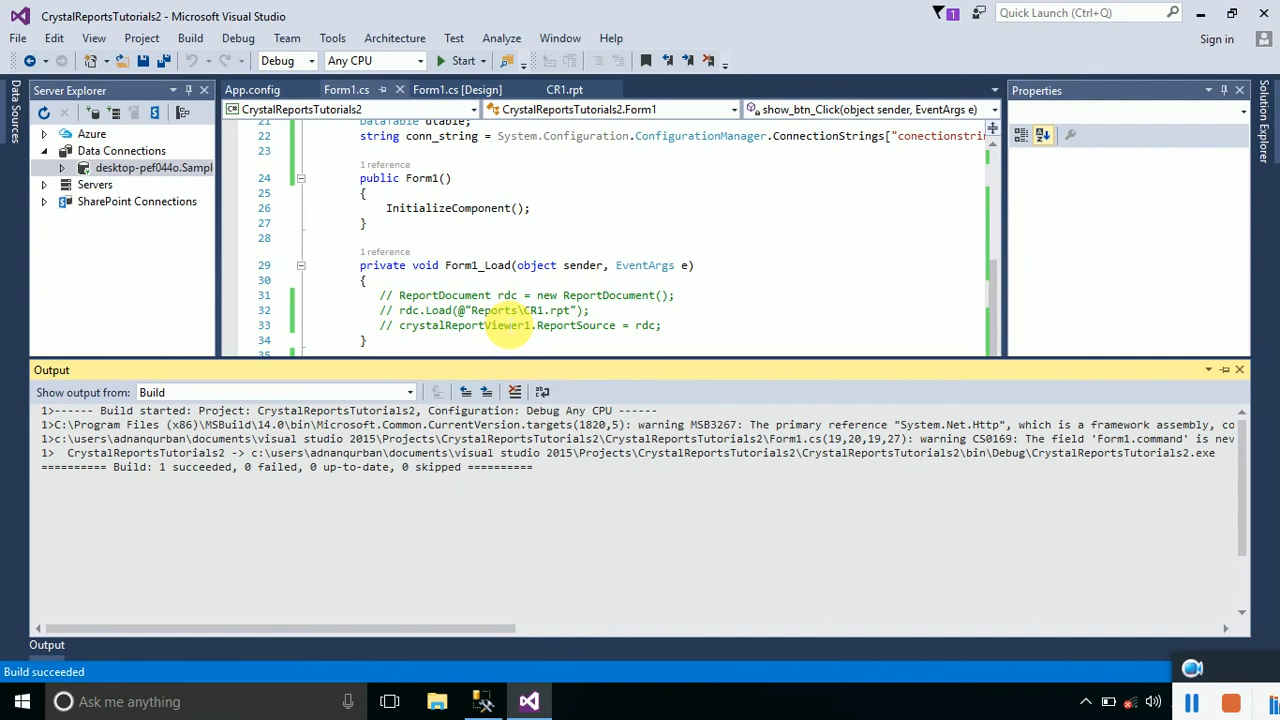 CrystalReportsTutorials2 - Microsoft Visual Studio
1
Quick Launch (Ctrl+Q)
File Edit View Project Build Debug Team Tools Architecture Test Analyze Window Help
Sign in
Debug Any CPU Start
Data Sources
Server Explorer
Azure
Data Connections
desktop-pef044o.Sampl
Servers
SharePoint Connections
App.config Form1.cs Form1.cs [Design] CR1.rpt
CrystalReportsTutorials2 CrystalReportsTutorials2.Form1 show_btn_Click(object sender, EventArgs e)
21 DataTable dtable;
22 string conn_string = System.Configuration.ConfigurationManager.ConnectionStrings["conectionstrin
23
1 reference
24 public Form1()
25 {
26 InitializeComponent();
27 }
28
1 reference
29 private void Form1_Load(object sender, EventArgs e)
30 {
31 // ReportDocument rdc = new ReportDocument();
32 // rdc.Load(@"Reports\CR1.rpt");
33 // crystalReportViewer1.ReportSource = rdc;
34 }
35
Properties
Solution Explorer
Output
Show output from: Build
1>------ Build started: Project: CrystalReportsTutorials2, Configuration: Debug Any CPU ------
1>C:\Program Files (x86)\MSBuild\14.0\bin\Microsoft.Common.CurrentVersion.targets(1820,5): warning MSB3267: The primary reference "System.Net.Http", which is a framework assembly, co
1>c:\users\adnanqurban\documents\visual studio 2015\Projects\CrystalReportsTutorials2\CrystalReportsTutorials2\Form1.cs(19,20,19,27): warning CS0169: The field 'Form1.command' is nev
1> CrystalReportsTutorials2 -> c:\users\adnanqurban\documents\visual studio 2015\Projects\CrystalReportsTutorials2\CrystalReportsTutorials2\bin\Debug\CrystalReportsTutorials2.exe
========== Build: 1 succeeded, 0 failed, 0 up-to-date, 0 skipped ==========
Output
Build succeeded
Ask me anything